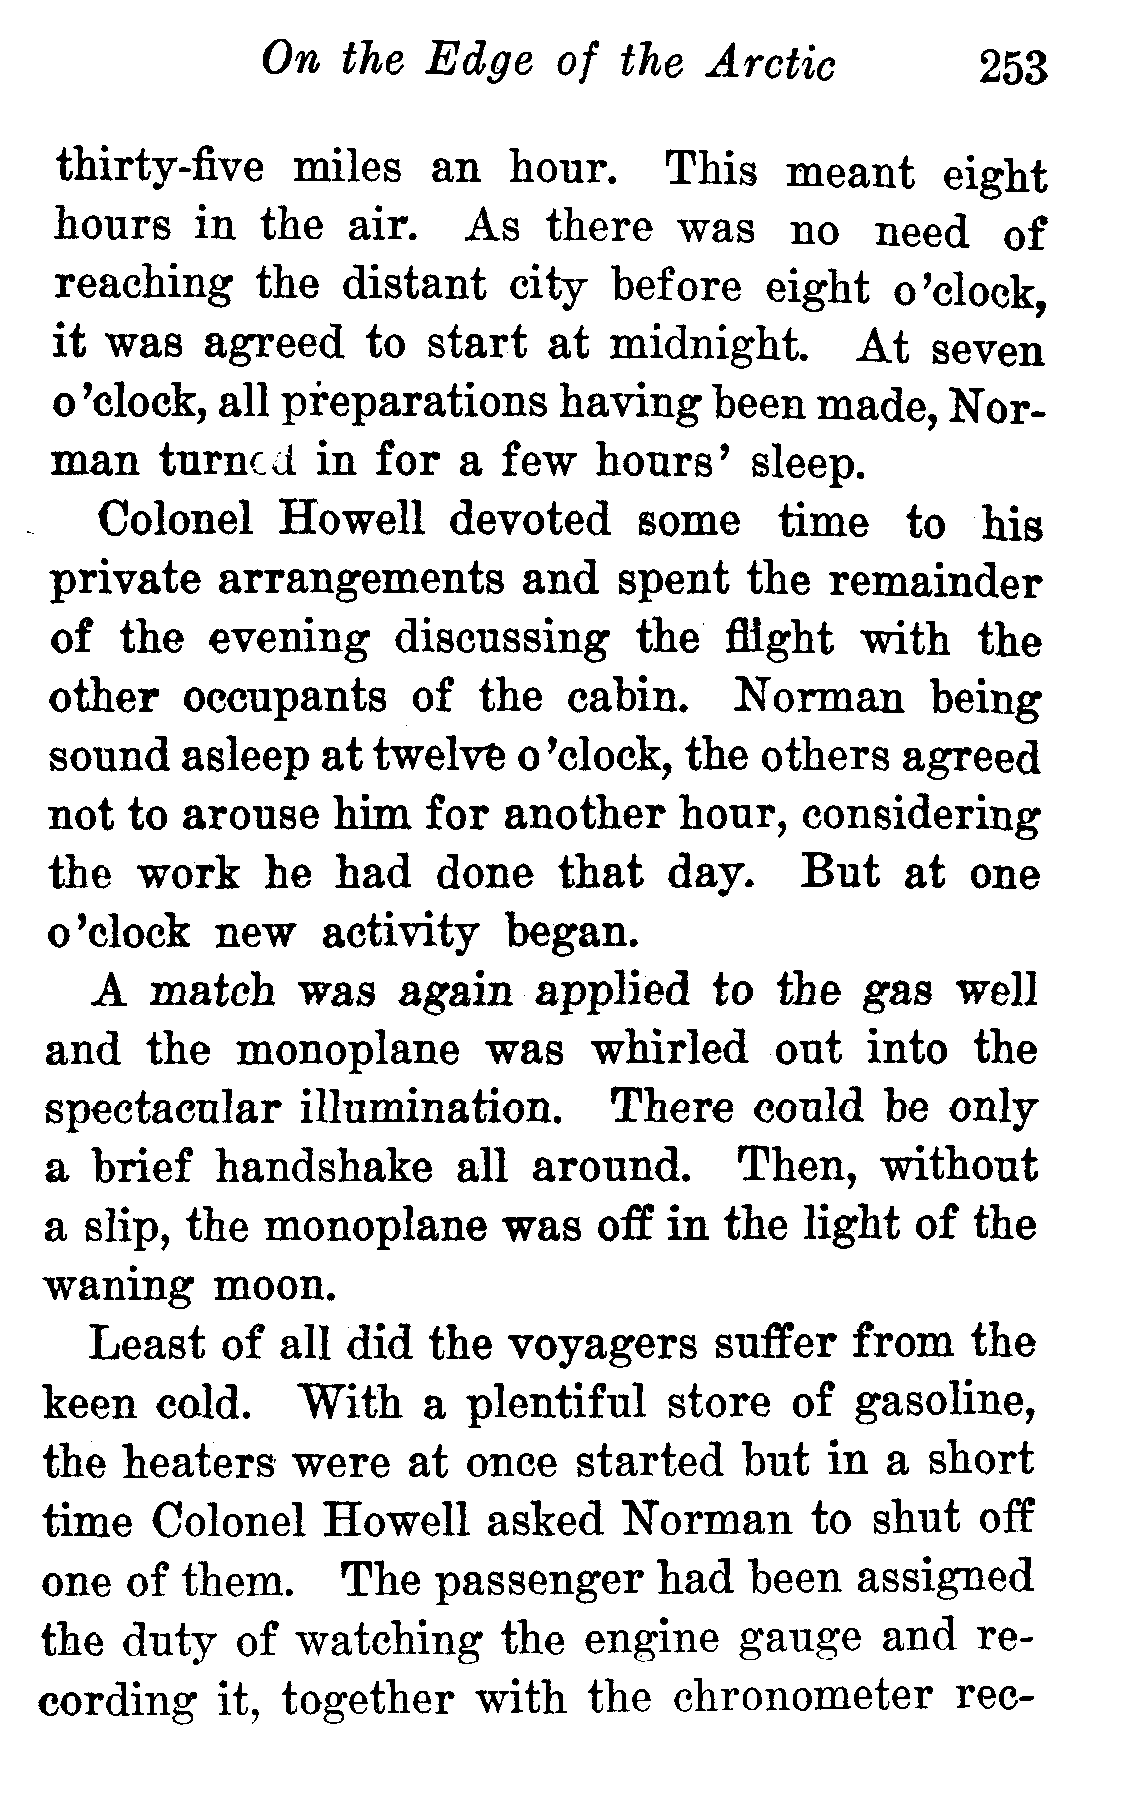 On the Edge of the Arctic 253
thirty-five miles an hour. This meant eight
hours in the air. As there was no need of
reaching the distant city before eight o'clock,
it was agreed to start at midnight. At seven
o'clock, all preparations having been made, Nor-
man turned in for a few hours' sleep.
Colonel Howell devoted some time to his
private arrangements and spent the remainder
of the evening discussing the flight with the
other occupants of the cabin. Norman being
sound asleep at twelve o'clock, the others agreed
not to arouse him for another hour, considering
the work he had done that day. But at one
o'clock new activity began.
A match was again applied to the gas well
and the monoplane was whirled out into the
spectacular illumination. There could be only
a brief handshake all around. Then, without
a slip, the monoplane was off in the light of the
waning moon.
Least of all did the voyagers suffer from the
keen cold. With a plentiful store of gasoline,
the heaters were at once started but in a short
time Colonel Howell asked Norman to shut off
one of them. The passenger had been assigned
the duty of watching the engine gauge and re-
cording it, together with the chronometer rec-